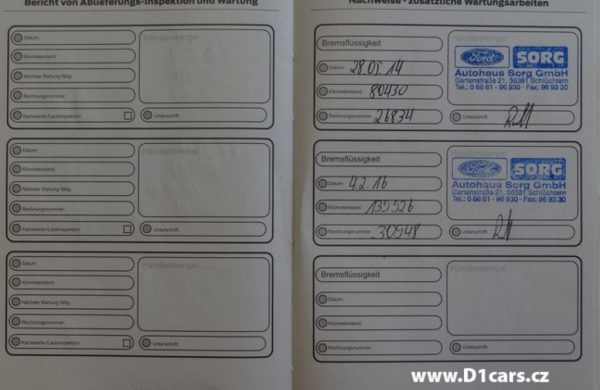 Bericht von Ablieferungs-Inspektion und Wartung
Datum:
Händlerstempel
Kilometerstand:
Nächste Wartung fällig:
Rechnungsnummer:
Karosserie-/Lackinspektion:
Unterschrift:
Datum:
Händlerstempel
Kilometerstand:
Nächste Wartung fällig:
Rechnungsnummer:
Karosserie-/Lackinspektion:
Unterschrift:
Datum:
Händlerstempel
Kilometerstand:
Nächste Wartung fällig:
Rechnungsnummer:
Karosserie-/Lackinspektion:
Unterschrift:
Nachweise - zusätzliche Wartungsarbeiten
Bremsflüssigkeit
Datum: 28.05.14
Kilometerstand: 80430
Rechnungsnummer: 26834
Ford SORG
Autohaus Sorg GmbH
Gartenstraße 21, 36381 Schlüchtern
Tel.: 0 66 61 - 96 930 · Fax: 96 93 30
Unterschrift:
Bremsflüssigkeit
Datum: 4.2.16
Kilometerstand: 135526
Rechnungsnummer: 30948
Ford SORG
Autohaus Sorg GmbH
Gartenstraße 21, 36381 Schlüchtern
Tel.: 0 66 61 - 96 930 · Fax: 96 93 30
Unterschrift:
Bremsflüssigkeit
Händlerstempel
Datum:
Kilometerstand:
Rechnungsnummer:
Unterschrift:
www.D1cars.cz